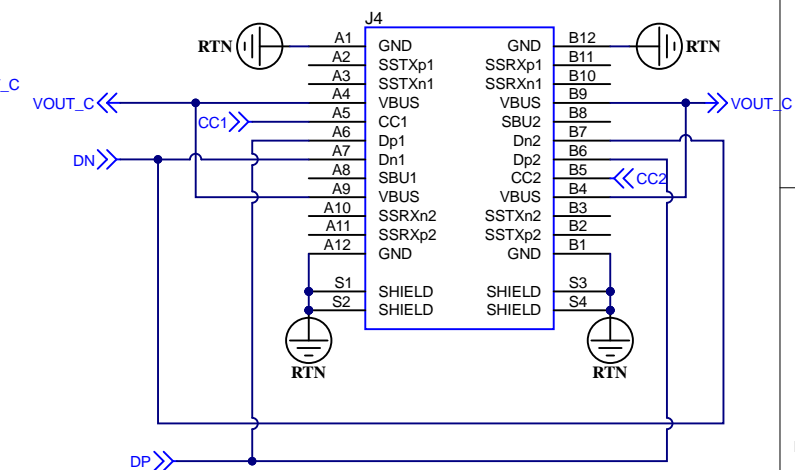 J4
RTN A1 GND GND B12 RTN
A2 SSTXp1 SSRXp1 B11
A3 SSTXn1 SSRXn1 B10
_C VOUT_C A4 VBUS VBUS B9 VOUT_C
CC1 A5 CC1 SBU2 B8
A6 Dp1 Dn2 B7
DN A7 Dn1 Dp2 B6
A8 SBU1 CC2 B5 CC2
A9 VBUS VBUS B4
A10 SSRXn2 SSTXn2 B3
A11 SSRXp2 SSTXp2 B2
A12 GND GND B1
S1 SHIELD SHIELD S3
S2 SHIELD SHIELD S4
RTN RTN
DP